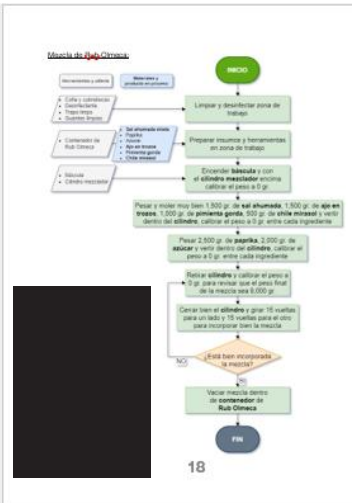 Mezcla de Rub Olmeca:
INICIO
Herramientas y utillería
Materiales y
producto en proceso
• Cofia y cubrebocas
• Desinfectante
• Trapo limpio
• Guantes limpios
Limpiar y desinfectar zona de
trabajo
• Contenedor de
Rub Olmeca
• Sal ahumada
• Paprika
• Azúcar
• Ajo en trozos
• Pimienta gorda
• Chile mirasol
Preparar insumos y herramientas
en zona de trabajo
• Báscula
• Cilindro mezclador
Encender báscula y con
el cilindro mezclador encima,
calibrar el peso a 0 gr.
Pesar y moler muy bien 1,500 gr. de sal ahumada, 1,500 gr. de ajo en
trozos, 1,000 gr. de pimienta gorda, 500 gr. de chile mirasol y vertir
dentro del cilindro, calibrar el peso a 0 gr. entre cada ingrediente
Pesar 2,500 gr. de paprika, 2,000 gr. de
azúcar y vertir dentro del cilindro, calibrar el
peso a 0 gr. entre cada ingrediente
Retirar cilindro y calibrar el peso a
0 gr. para revisar que el peso final
de la mezcla sea 9,000 gr.
Cerrar bien el cilindro y girar 15 vueltas
para un lado y 15 vueltas para el otro
para incorporar bien la mezcla
¿Está bien incorporada
la mezcla?
NO
Vaciar mezcla dentro
de contenedor de
Rub Olmeca
FIN
18